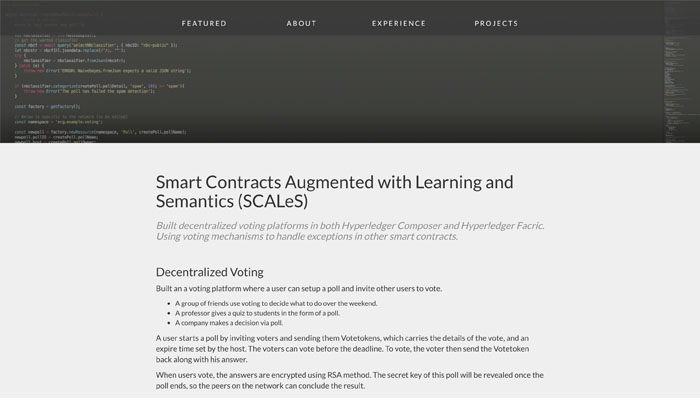 FEATURED ABOUT EXPERIENCE PROJECTS
const factory = getFactory();
Smart Contracts Augmented with Learning and
Semantics (SCALeS)
Built decentralized voting platforms in both Hyperledger Composer and Hyperledger Facric.
Using voting mechanisms to handle exceptions in other smart contracts.
Decentralized Voting
Built an a voting platform where a user can setup a poll and invite other users to vote.
• A group of friends use voting to decide what to do over the weekend.
• A professor gives a quiz to students in the form of a poll.
• A company makes a decision via poll.
A user starts a poll by inviting voters and sending them Votetokens, which carries the details of the vote, and an
expire time set by the host. The voters can vote before the deadline. To vote, the voter then send the Votetoken
back along with his answer.
When users vote, the answers are encrypted using RSA method. The secret key of this poll will be revealed once the
poll ends, so the peers on the network can conclude the result.